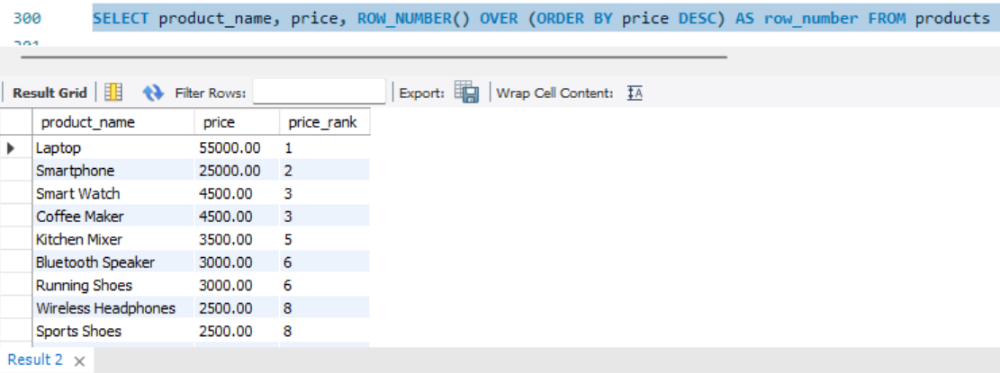 300 SELECT product_name, price, ROW_NUMBER() OVER (ORDER BY price DESC) AS row_number FROM products
Result Grid Filter Rows: Export: Wrap Cell Content:
product_name price price_rank
Laptop 55000.00 1
Smartphone 25000.00 2
Smart Watch 4500.00 3
Coffee Maker 4500.00 3
Kitchen Mixer 3500.00 5
Bluetooth Speaker 3000.00 6
Running Shoes 3000.00 6
Wireless Headphones 2500.00 8
Sports Shoes 2500.00 8
Result 2